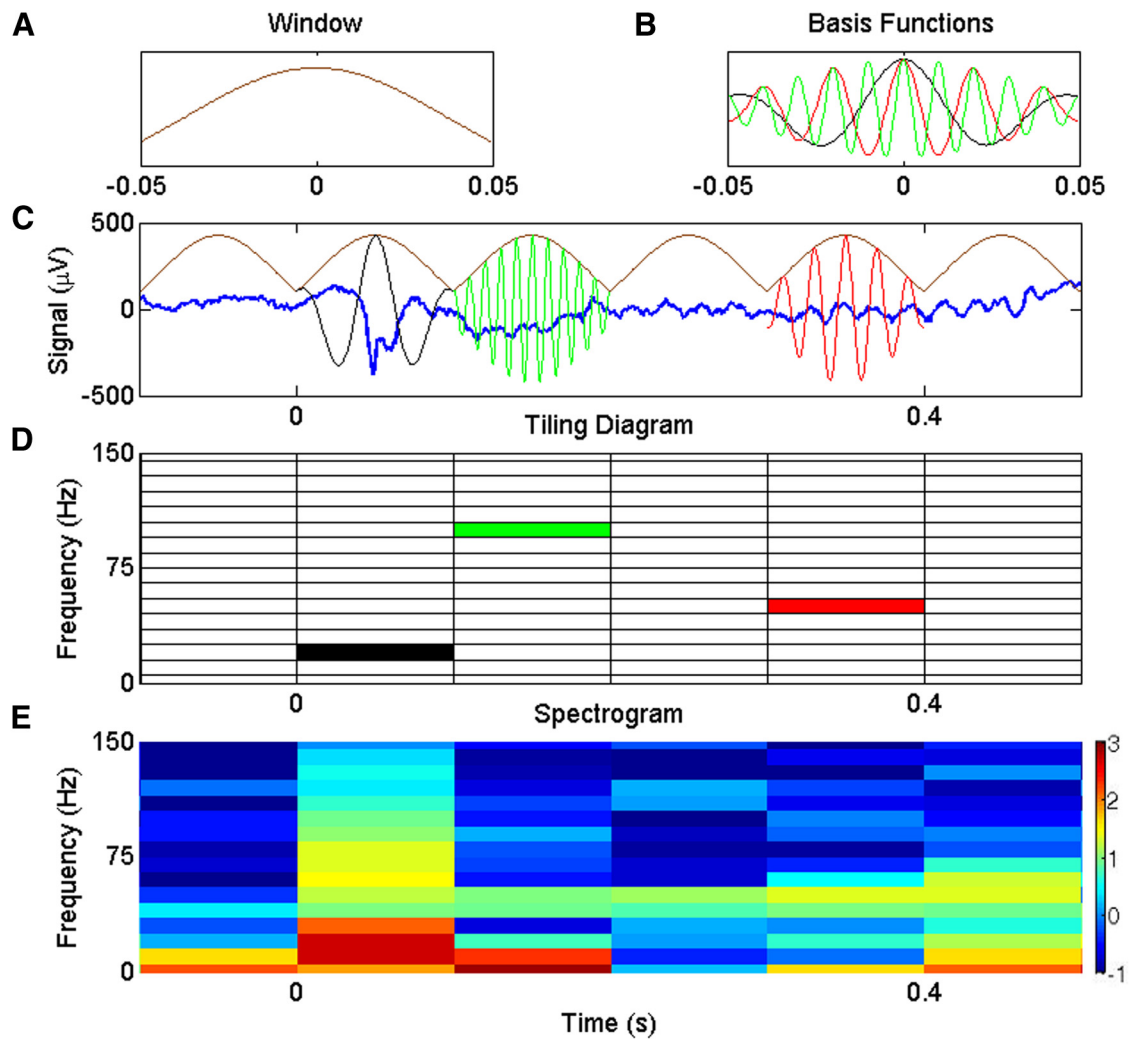 A Window
B Basis Functions
-0.05 0 0.05
-0.05 0 0.05
C
Signal (μV)
500
0
-500
0 0.4
Tiling Diagram
D
Frequency (Hz)
150
75
0
0 0.4
Spectrogram
E
Frequency (Hz)
150
75
0
0 0.4
Time (s)
3
2
1
0
-1